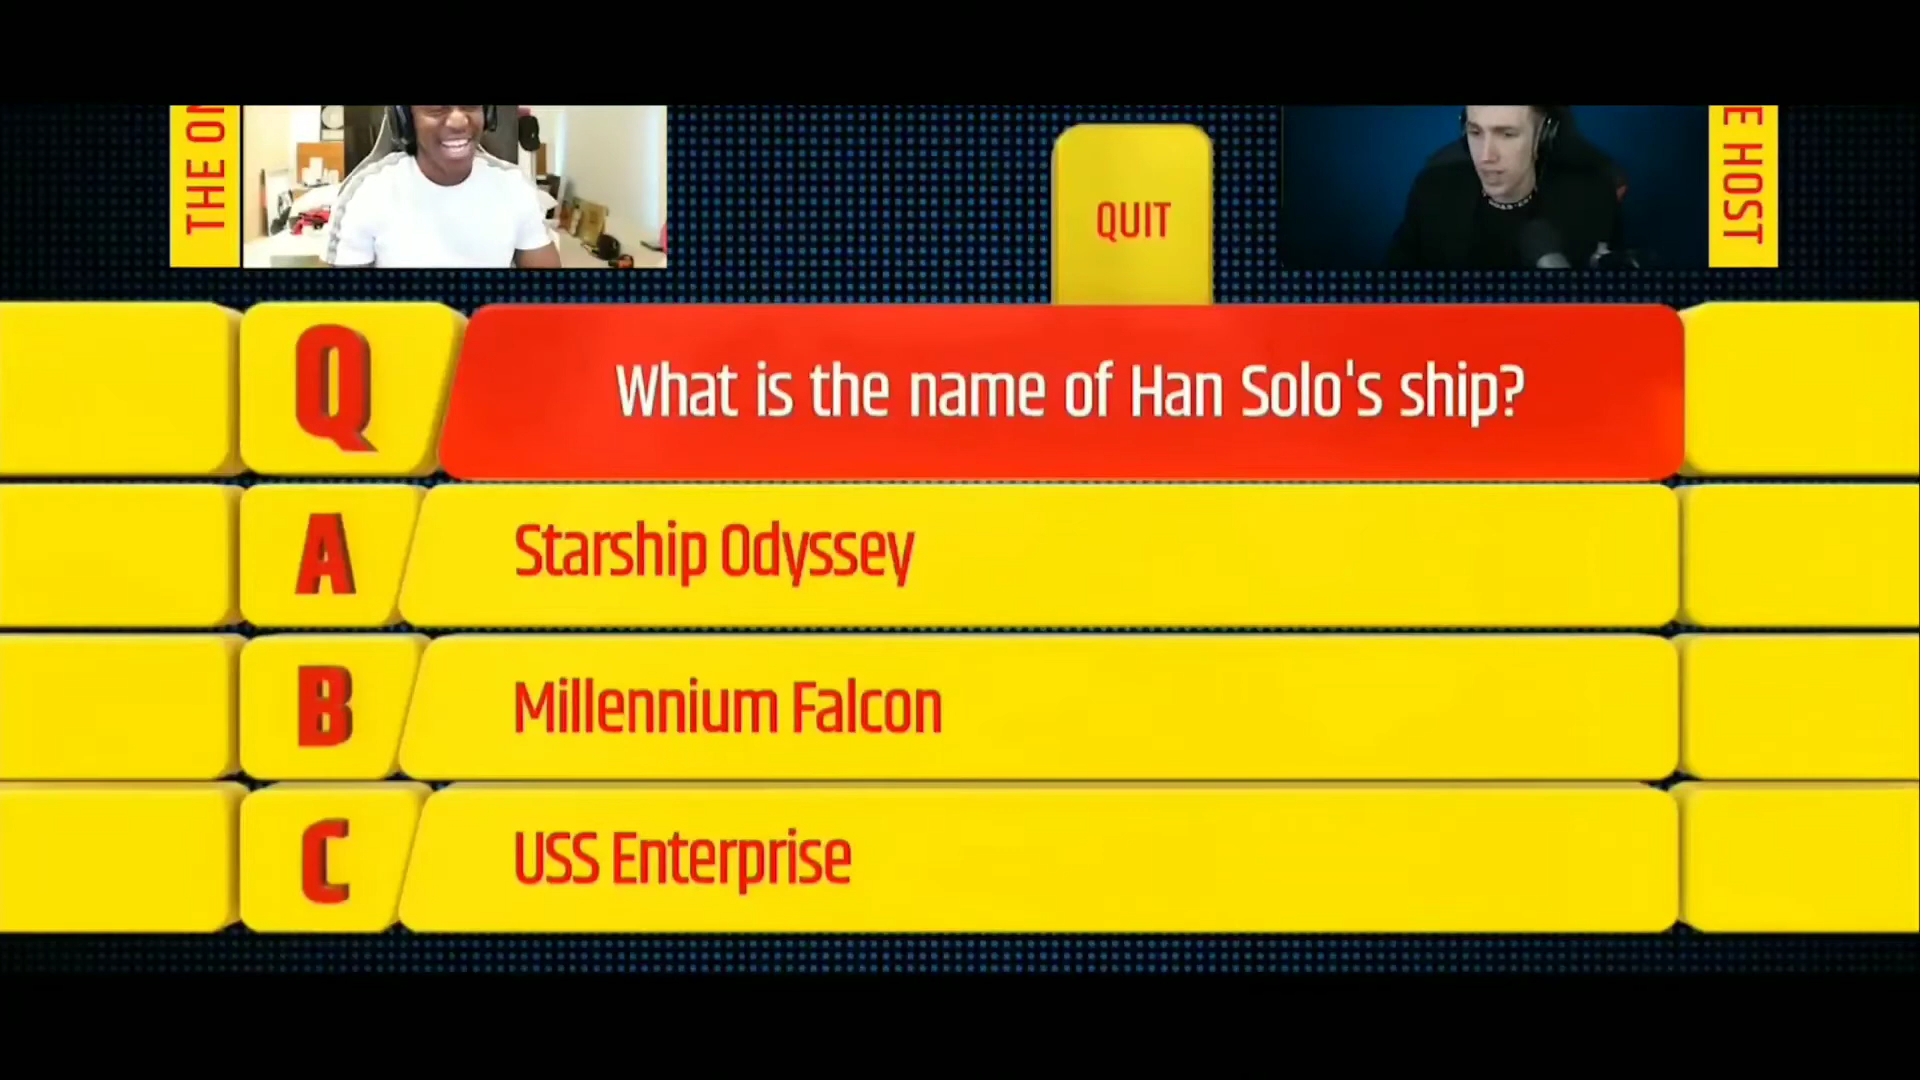 THE
QUIT
HOST
Q
What is the name of Han Solo's ship?
A
Starship Odyssey
B
Millennium Falcon
C
USS Enterprise